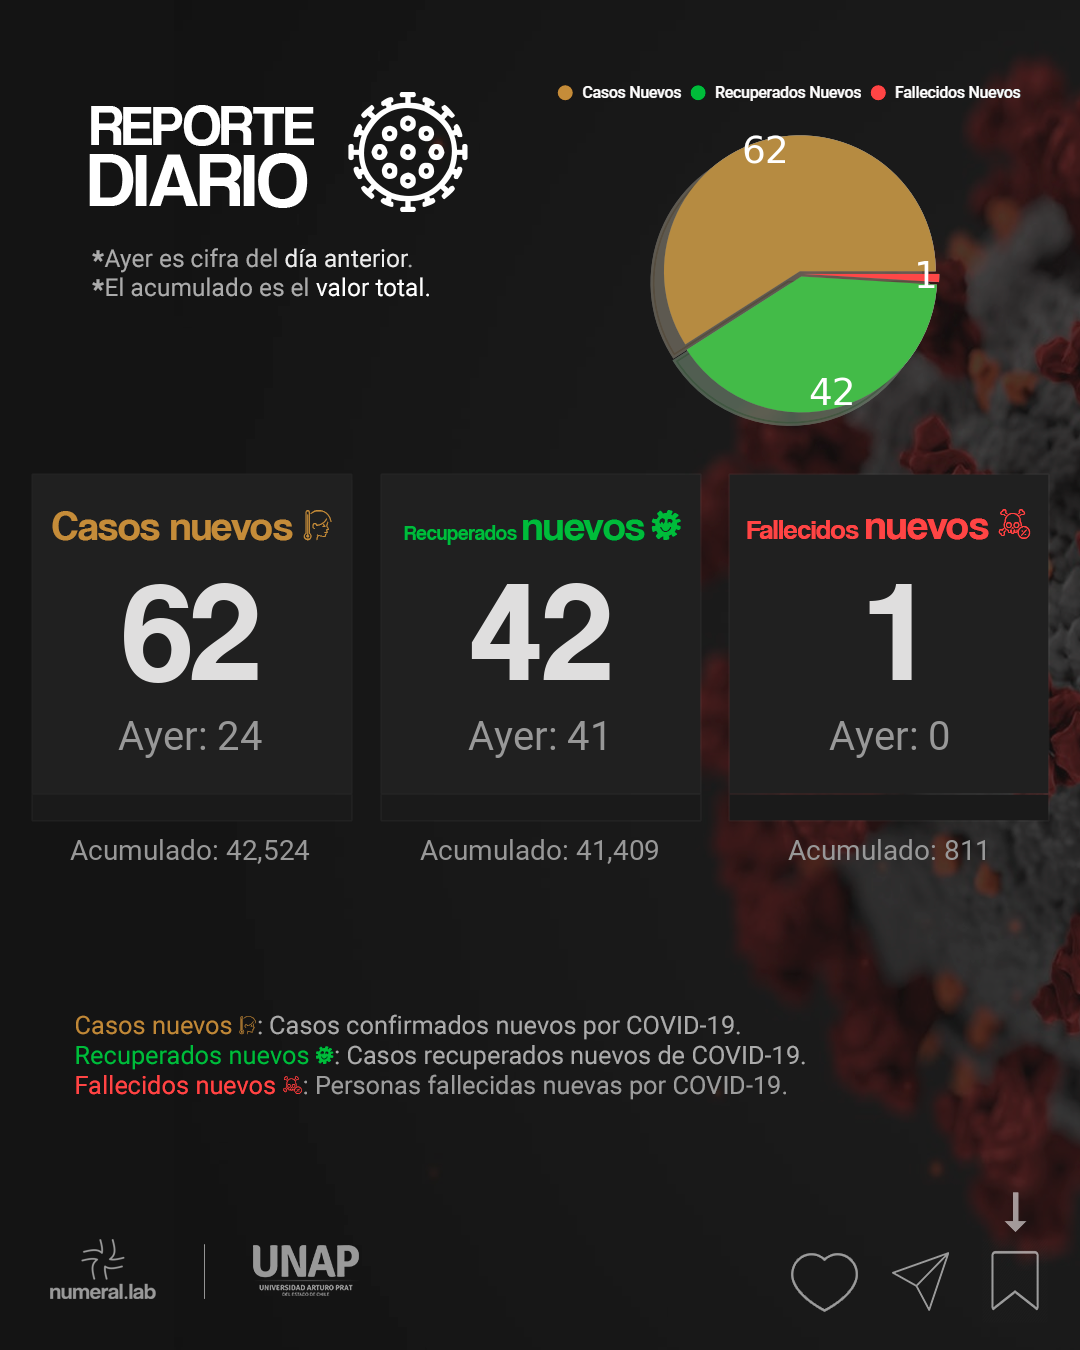 REPORTE
DIARIO
*Ayer es cifra del día anterior.
*El acumulado es el valor total.
Casos Nuevos Recuperados Nuevos Fallecidos Nuevos
62
1
42
Casos nuevos
62
Ayer: 24
Acumulado: 42,524
Recuperados nuevos
42
Ayer: 41
Acumulado: 41,409
Fallecidos nuevos
1
Ayer: 0
Acumulado: 811
Casos nuevos : Casos confirmados nuevos por COVID-19.
Recuperados nuevos : Casos recuperados nuevos de COVID-19.
Fallecidos nuevos : Personas fallecidas nuevas por COVID-19.
numeral.lab
UNAP
UNIVERSIDAD ARTURO PRAT
DEL ESTADO DE CHILE